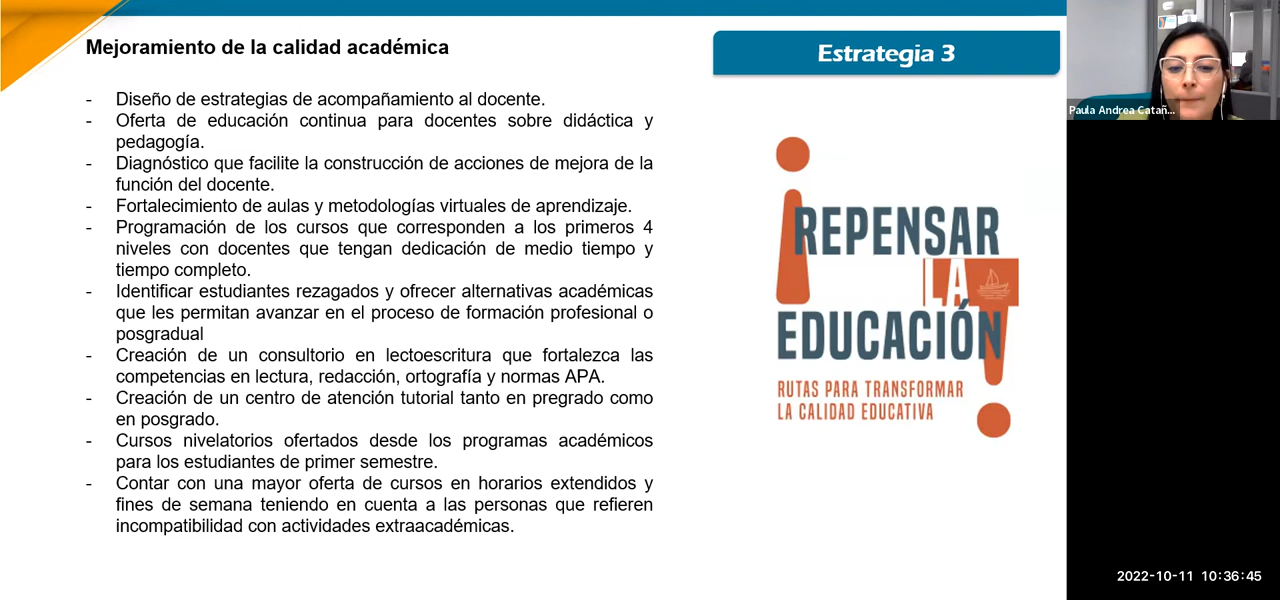 Mejoramiento de la calidad académica
Estrategia 3
- Diseño de estrategias de acompañamiento al docente.
- Oferta de educación continua para docentes sobre didáctica y
pedagogía.
- Diagnóstico que facilite la construcción de acciones de mejora de la
función del docente.
- Fortalecimiento de aulas y metodologías virtuales de aprendizaje.
- Programación de los cursos que corresponden a los primeros 4
niveles con docentes que tengan dedicación de medio tiempo y
tiempo completo.
- Identificar estudiantes rezagados y ofrecer alternativas académicas
que les permitan avanzar en el proceso de formación profesional o
posgradual
- Creación de un consultorio en lectoescritura que fortalezca las
competencias en lectura, redacción, ortografía y normas APA.
- Creación de un centro de atención tutorial tanto en pregrado como
en posgrado.
- Cursos nivelatorios ofertados desde los programas académicos
para los estudiantes de primer semestre.
- Contar con una mayor oferta de cursos en horarios extendidos y
fines de semana teniendo en cuenta a las personas que refieren
incompatibilidad con actividades extraacadémicas.
¡REPENSAR
LA
EDUCACIÓN!
RUTAS PARA TRANSFORMAR
LA CALIDAD EDUCATIVA
Paula Andrea Catañ...
2022-10-11 10:36:45